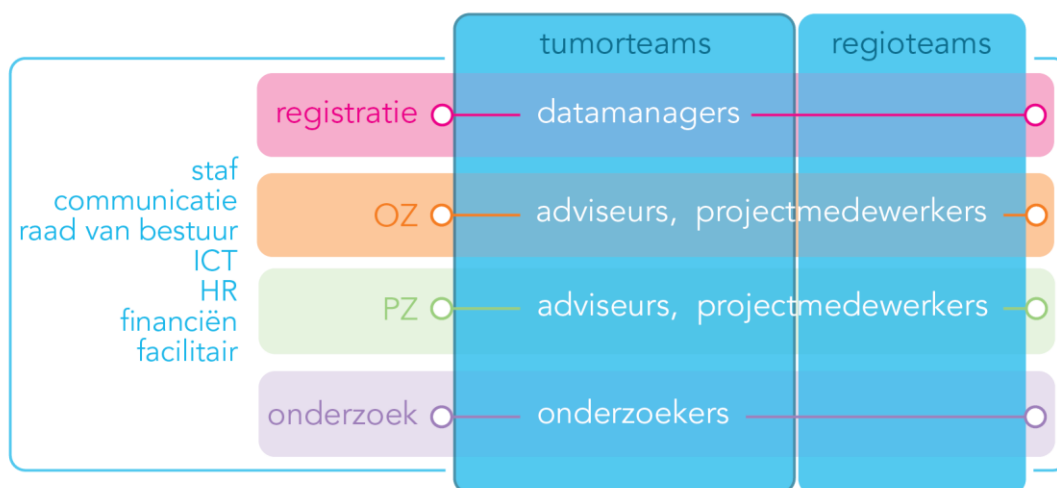 tumorteams
regioteams
registratie
datamanagers
staf
communicatie
raad van bestuur
ICT
HR
financiën
facilitair
OZ
adviseurs, projectmedewerkers
PZ
adviseurs, projectmedewerkers
onderzoek
onderzoekers